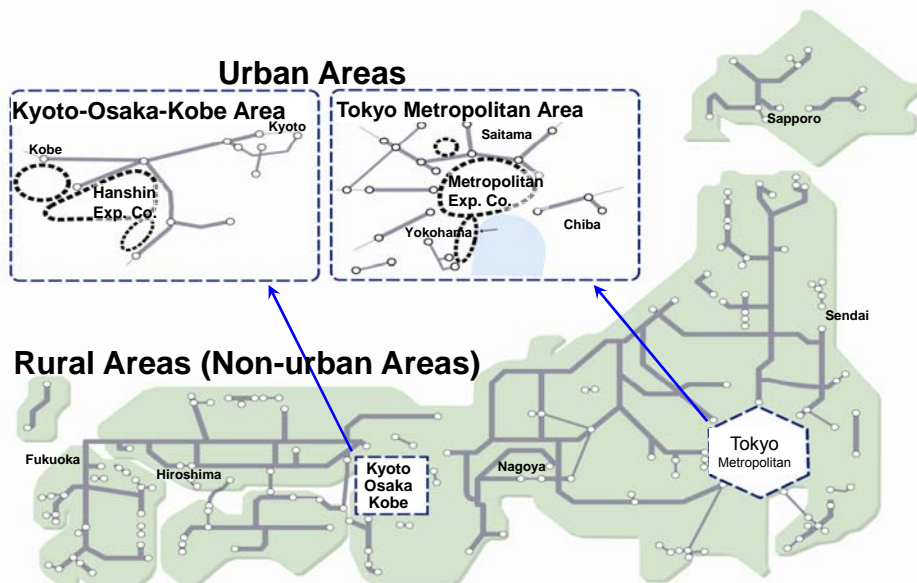 Urban Areas
Kyoto-Osaka-Kobe Area
Kyoto
Kobe
Hanshin
Exp. Co.
Tokyo Metropolitan Area
Saitama
Metropolitan
Exp. Co.
Yokohama
Chiba
Sapporo
Sendai
Rural Areas (Non-urban Areas)
Fukuoka
Hiroshima
Kyoto
Osaka
Kobe
Nagoya
Tokyo
Metropolitan